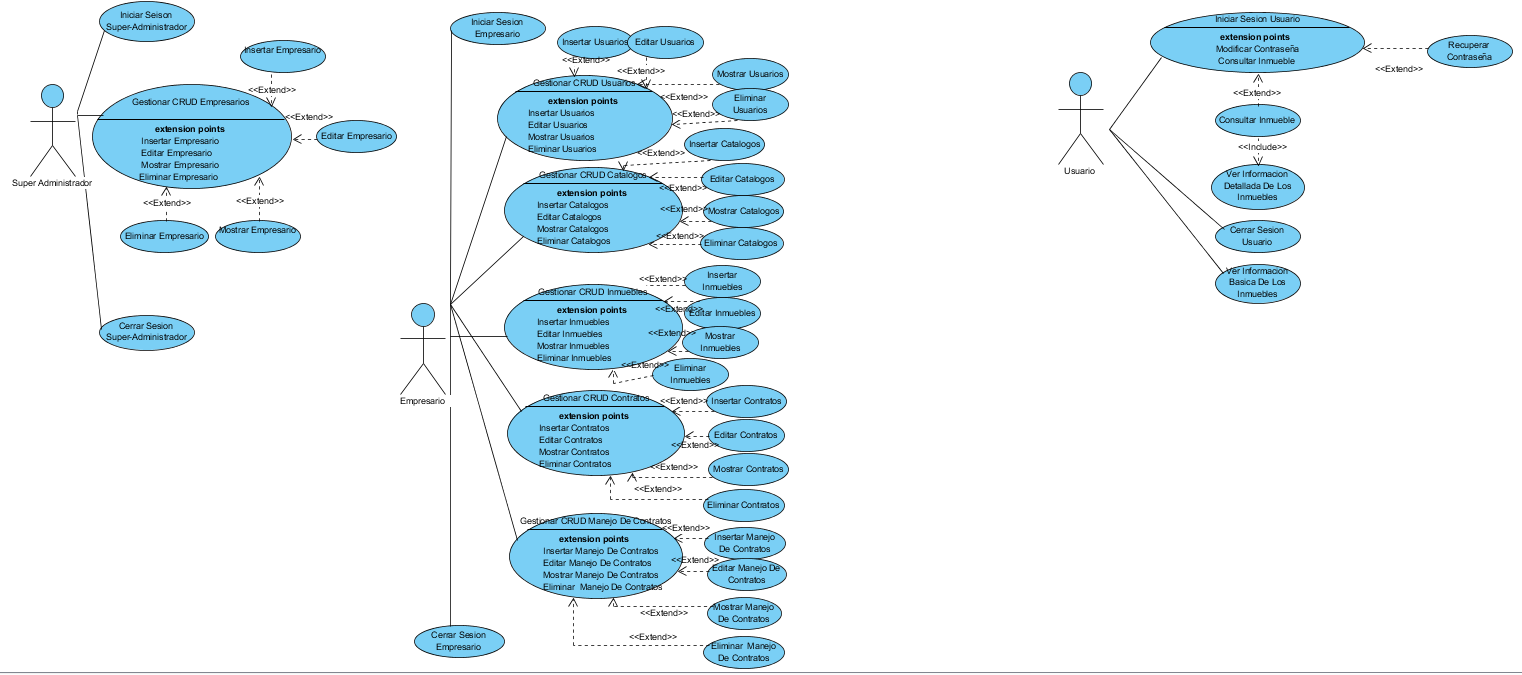 Iniciar Seison
Super-Administrador
Insertar Empresario
<<Extend>>
Gestionar CRUD Empresarios
extension points
Insertar Empresario
Editar Empresario
Mostrar Empresario
Eliminar Empresario
<<Extend>>
Editar Empresario
Super Administrador
<<Extend>>
<<Extend>>
Eliminar Empresario
Mostrar Empresario
Cerrar Sesion
Super-Administrador
Iniciar Sesion
Empresario
Insertar Usuarios
Editar Usuarios
<<Extend>>
<<Extend>>
Mostrar Usuarios
Gestionar CRUD Usuarios
extension points
Insertar Usuarios
Editar Usuarios
Mostrar Usuarios
Eliminar Usuarios
<<Extend>>
Eliminar
Usuarios
<<Extend>>
Insertar Catalogos
<<Extend>>
Gestionar CRUD Catalogos
extension points
Insertar Catalogos
Editar Catalogos
Mostrar Catalogos
Eliminar Catalogos
Editar Catalogos
<<Extend>>
<<Extend>>
Mostrar Catalogos
<<Extend>>
Eliminar Catalogos
<<Extend>>
Insertar
Inmuebles
Gestionar CRUD Inmuebles
extension points
Insertar Inmuebles
Editar Inmuebles
Mostrar Inmuebles
Eliminar Inmuebles
<<Extend>>
Editar Inmuebles
<<Extend>>
Mostrar
Inmuebles
<<Extend>>
Eliminar
Inmuebles
Empresario
Gestionar CRUD Contratos
extension points
Insertar Contratos
Editar Contratos
Mostrar Contratos
Eliminar Contratos
<<Extend>>
Insertar Contratos
Editar Contratos
<<Extend>>
<<Extend>>
Mostrar Contratos
<<Extend>>
Eliminar Contratos
Gestionar CRUD Manejo De Contratos
extension points
Insertar Manejo De Contratos
Editar Manejo De Contratos
Mostrar Manejo De Contratos
Eliminar Manejo De Contratos
<<Extend>>
Insertar Manejo
De Contratos
<<Extend>>
Editar Manejo De
Contratos
Mostrar Manejo
De Contratos
<<Extend>>
<<Extend>>
Eliminar Manejo
De Contratos
Cerrar Sesion
Empresario
Iniciar Sesion Usuario
extension points
Modificar Contraseña
Consultar Inmueble
Recuperar
Contraseña
<<Extend>>
<<Extend>>
Consultar Inmueble
<<Include>>
Usuario
Ver Informacion
Detallada De Los
Inmuebles
Cerrar Sesion
Usuario
Ver Informacion
Basica De Los
Inmuebles